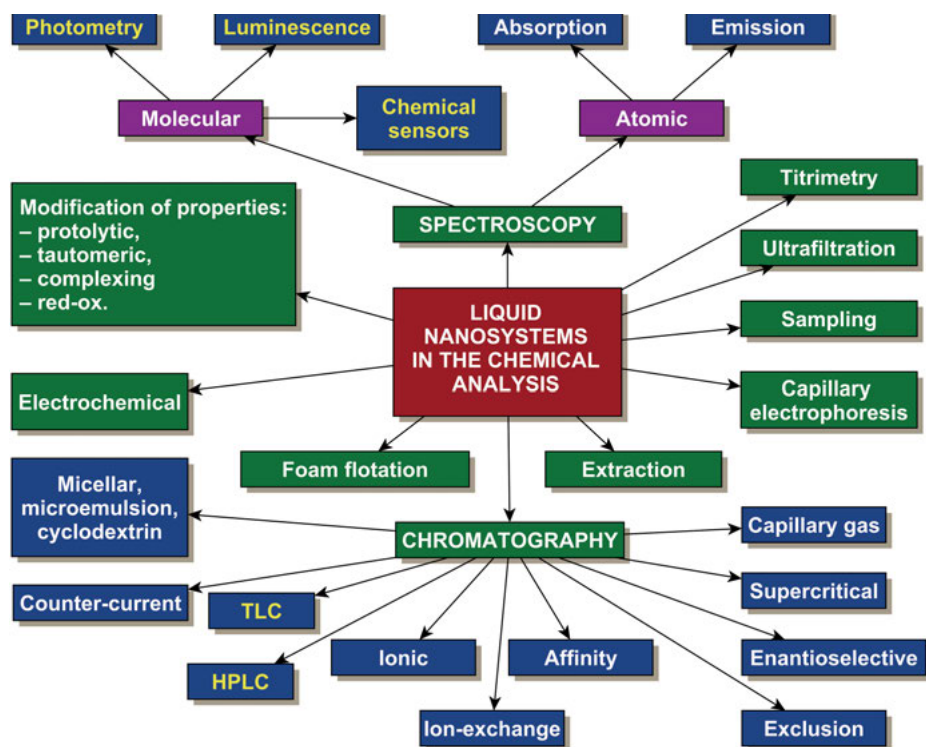 Photometry
Luminescence
Absorption
Emission
Molecular
Chemical
sensors
Atomic
Titrimetry
Modification of properties:
– protolytic,
– tautomeric,
– complexing
– red-ox.
SPECTROSCOPY
Ultrafiltration
LIQUID
NANOSYSTEMS
IN THE CHEMICAL
ANALYSIS
Sampling
Electrochemical
Capillary
electrophoresis
Foam flotation
Extraction
Micellar,
microemulsion,
cyclodextrin
CHROMATOGRAPHY
Capillary gas
Counter-current
TLC
Supercritical
HPLC
Ionic
Affinity
Enantioselective
Ion-exchange
Exclusion